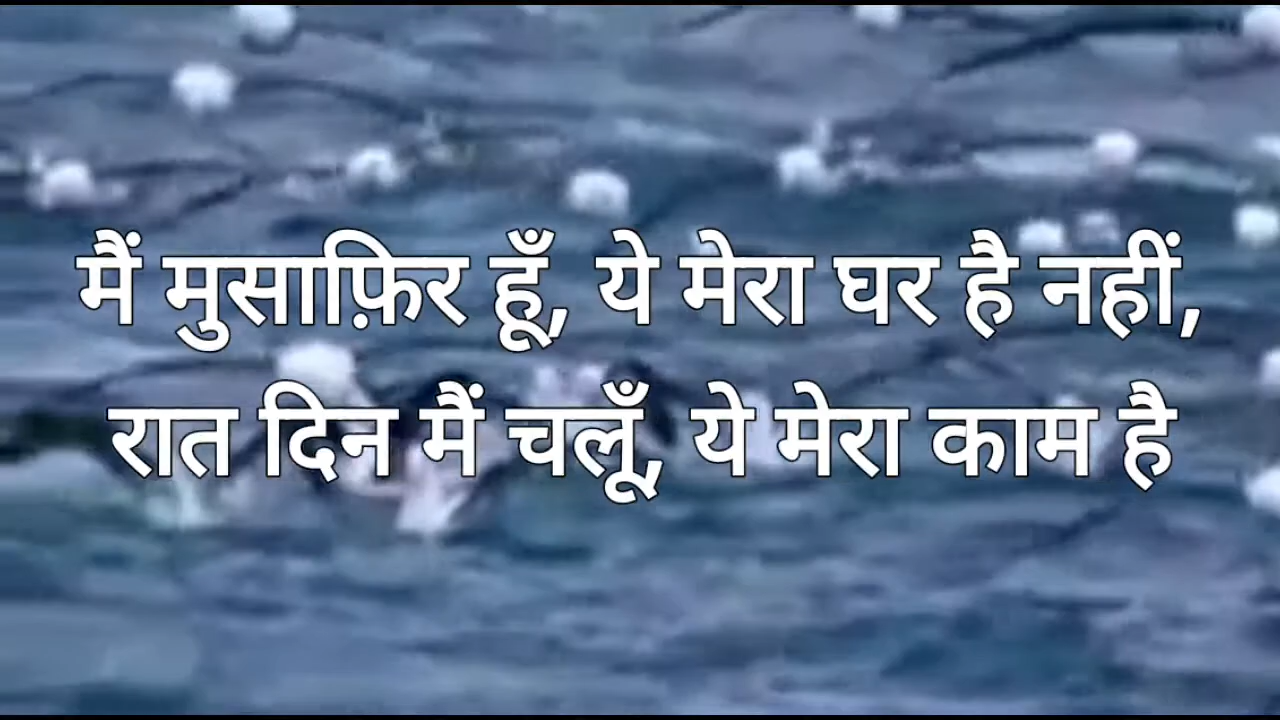 मैं मुसाफ़िर हूँ, ये मेरा घर है नहीं,
रात दिन मैं चलूँ, ये मेरा काम है